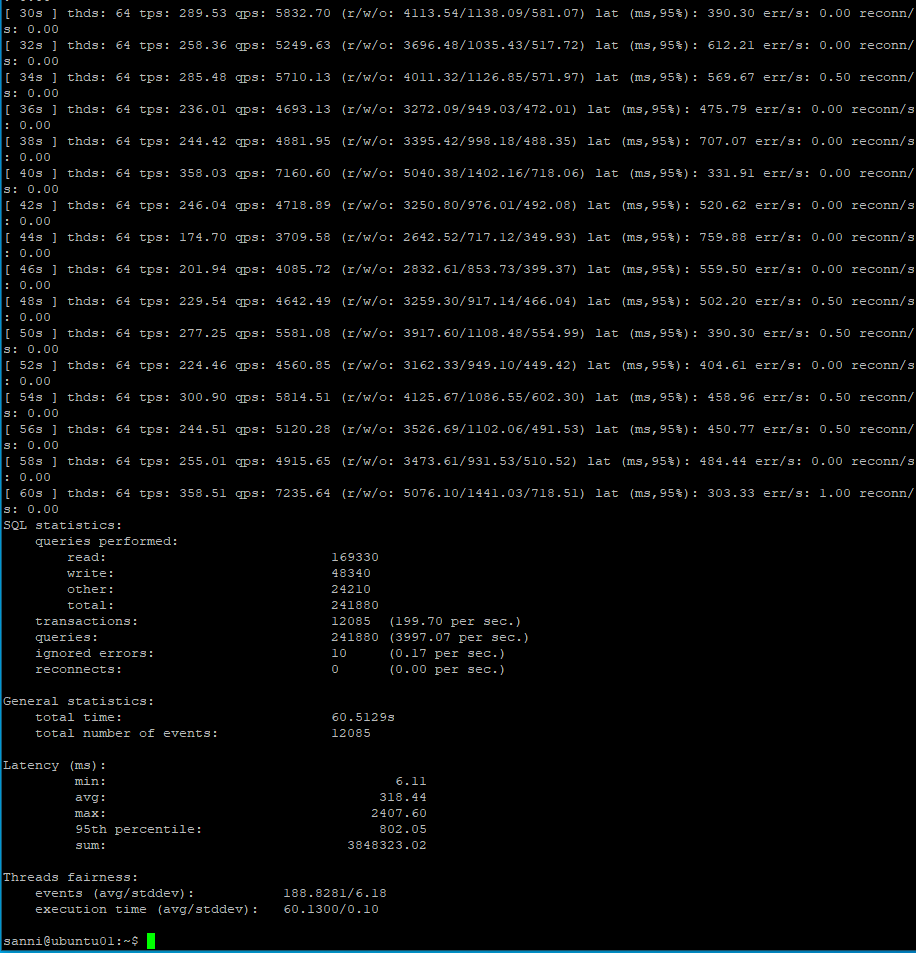 [ 30s ] thds: 64 tps: 289.53 qps: 5832.70 (r/w/o: 4113.54/1138.09/581.07) lat (ms,95%): 390.30 err/s: 0.00 reconn/
s: 0.00
[ 32s ] thds: 64 tps: 258.36 qps: 5249.63 (r/w/o: 3696.48/1035.43/517.72) lat (ms,95%): 612.21 err/s: 0.00 reconn/
s: 0.00
[ 34s ] thds: 64 tps: 285.48 qps: 5710.13 (r/w/o: 4011.32/1126.85/571.97) lat (ms,95%): 569.67 err/s: 0.50 reconn/
s: 0.00
[ 36s ] thds: 64 tps: 236.01 qps: 4693.13 (r/w/o: 3272.09/949.03/472.01) lat (ms,95%): 475.79 err/s: 0.00 reconn/s
: 0.00
[ 38s ] thds: 64 tps: 244.42 qps: 4881.95 (r/w/o: 3395.42/998.18/488.35) lat (ms,95%): 707.07 err/s: 0.00 reconn/s
: 0.00
[ 40s ] thds: 64 tps: 358.03 qps: 7160.60 (r/w/o: 5040.38/1402.16/718.06) lat (ms,95%): 331.91 err/s: 0.00 reconn/
s: 0.00
[ 42s ] thds: 64 tps: 246.04 qps: 4718.89 (r/w/o: 3250.80/976.01/492.08) lat (ms,95%): 520.62 err/s: 0.00 reconn/s
: 0.00
[ 44s ] thds: 64 tps: 174.70 qps: 3709.58 (r/w/o: 2642.52/717.12/349.93) lat (ms,95%): 759.88 err/s: 0.00 reconn/s
: 0.00
[ 46s ] thds: 64 tps: 201.94 qps: 4085.72 (r/w/o: 2832.61/853.73/399.37) lat (ms,95%): 559.50 err/s: 0.00 reconn/s
: 0.00
[ 48s ] thds: 64 tps: 229.54 qps: 4642.49 (r/w/o: 3259.30/917.14/466.04) lat (ms,95%): 502.20 err/s: 0.50 reconn/s
: 0.00
[ 50s ] thds: 64 tps: 277.25 qps: 5581.08 (r/w/o: 3917.60/1108.48/554.99) lat (ms,95%): 390.30 err/s: 0.50 reconn/
s: 0.00
[ 52s ] thds: 64 tps: 224.46 qps: 4560.85 (r/w/o: 3162.33/949.10/449.42) lat (ms,95%): 404.61 err/s: 0.00 reconn/s
: 0.00
[ 54s ] thds: 64 tps: 300.90 qps: 5814.51 (r/w/o: 4125.67/1086.55/602.30) lat (ms,95%): 458.96 err/s: 0.50 reconn/
s: 0.00
[ 56s ] thds: 64 tps: 244.51 qps: 5120.28 (r/w/o: 3526.69/1102.06/491.53) lat (ms,95%): 450.77 err/s: 0.50 reconn/
s: 0.00
[ 58s ] thds: 64 tps: 255.01 qps: 4915.65 (r/w/o: 3473.61/931.53/510.52) lat (ms,95%): 484.44 err/s: 0.00 reconn/s
: 0.00
[ 60s ] thds: 64 tps: 358.51 qps: 7235.64 (r/w/o: 5076.10/1441.03/718.51) lat (ms,95%): 303.33 err/s: 1.00 reconn/
s: 0.00
SQL statistics:
queries performed:
read: 169330
write: 48340
other: 24210
total: 241880
transactions: 12085 (199.70 per sec.)
queries: 241880 (3997.07 per sec.)
ignored errors: 10 (0.17 per sec.)
reconnects: 0 (0.00 per sec.)
General statistics:
total time: 60.5129s
total number of events: 12085
Latency (ms):
min: 6.11
avg: 318.44
max: 2407.60
95th percentile: 802.05
sum: 3848323.02
Threads fairness:
events (avg/stddev): 188.8281/6.18
execution time (avg/stddev): 60.1300/0.10
sanni@ubuntu01:~$